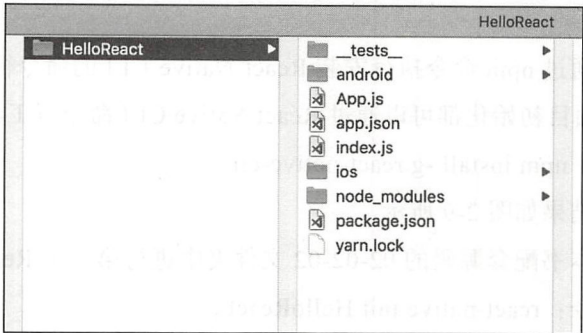 HelloReact
HelloReact
__tests__
android
App.js
app.json
index.js
ios
node_modules
package.json
yarn.lock